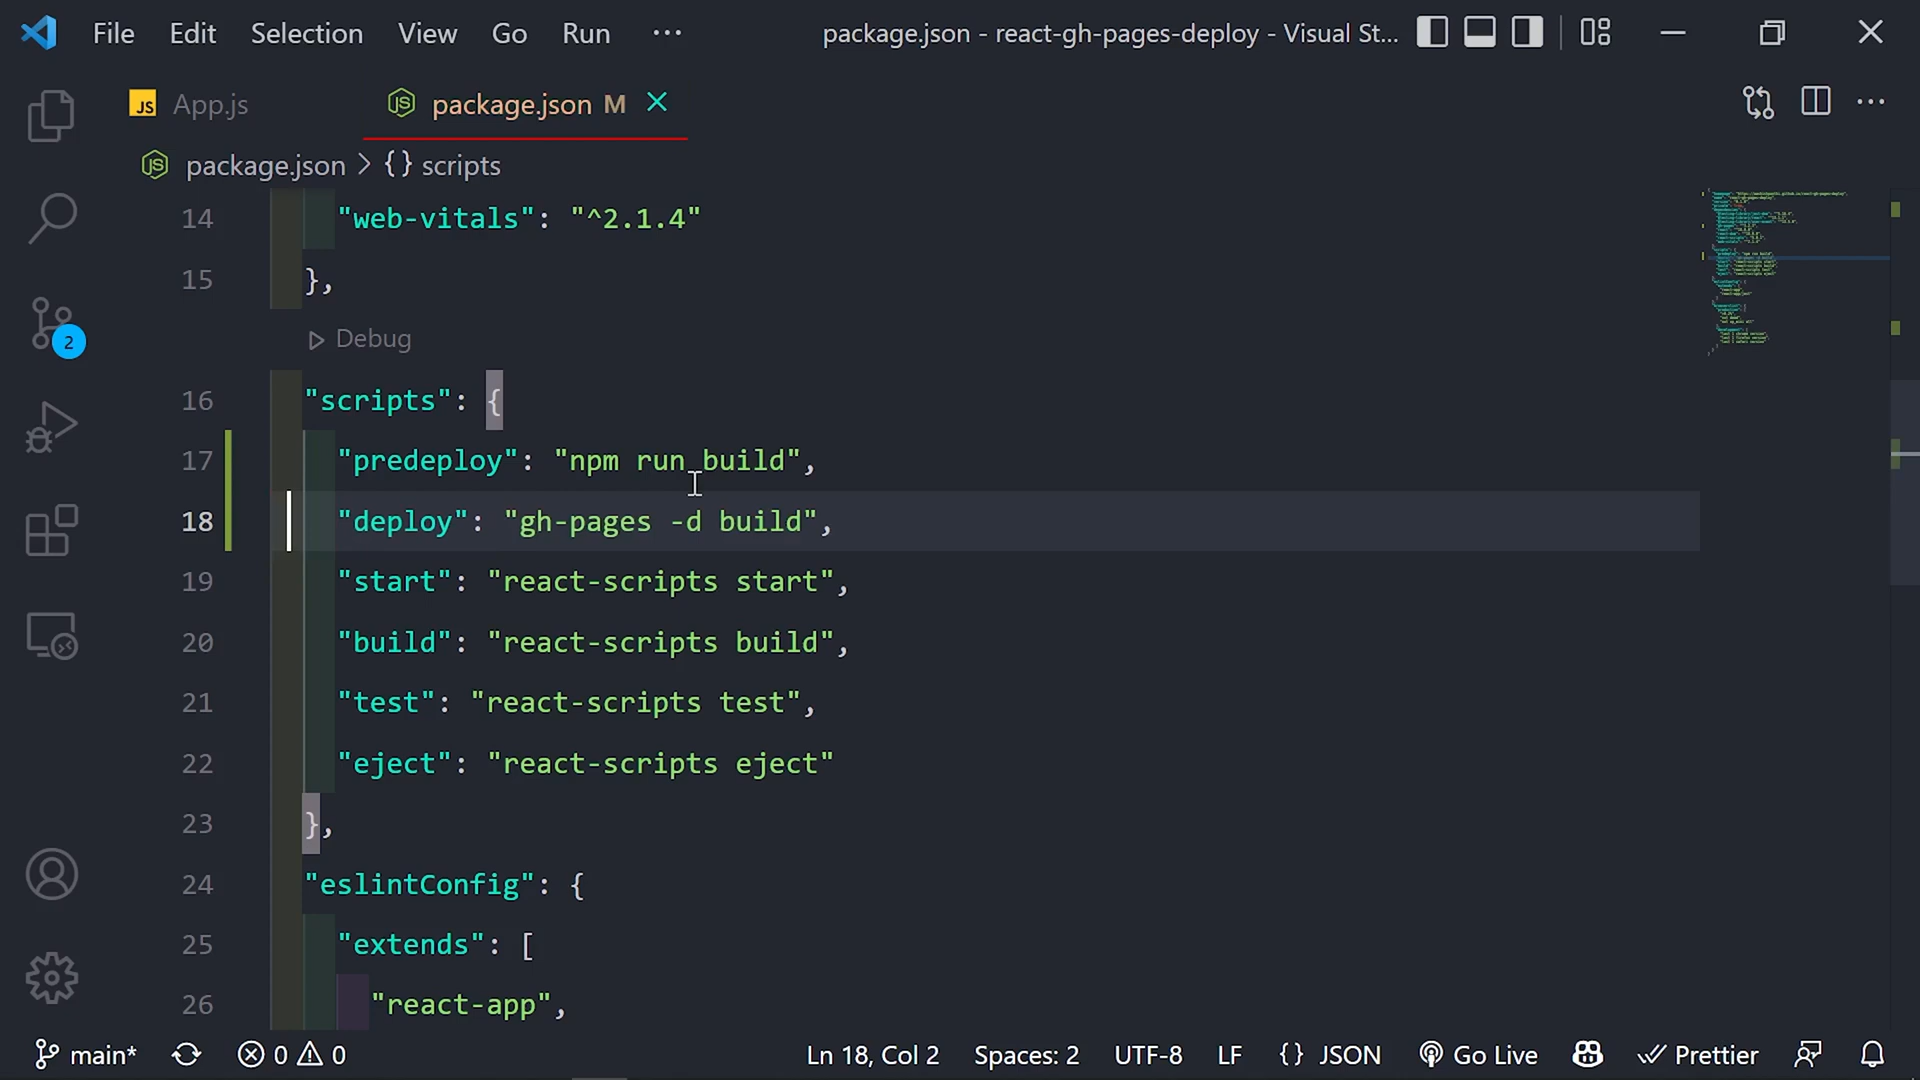 File Edit Selection View Go Run ··· package.json - react-gh-pages-deploy - Visual St...
JS App.js package.json M
package.json > {} scripts
14 "web-vitals": "^2.1.4"
15 },
Debug
16 "scripts": {
17 "predeploy": "npm run build",
18 "deploy": "gh-pages -d build",
19 "start": "react-scripts start",
20 "build": "react-scripts build",
21 "test": "react-scripts test",
22 "eject": "react-scripts eject"
23 },
24 "eslintConfig": {
25 "extends": [
26 "react-app",
2
main* 0 0 Ln 18, Col 2 Spaces: 2 UTF-8 LF {} JSON Go Live Prettier